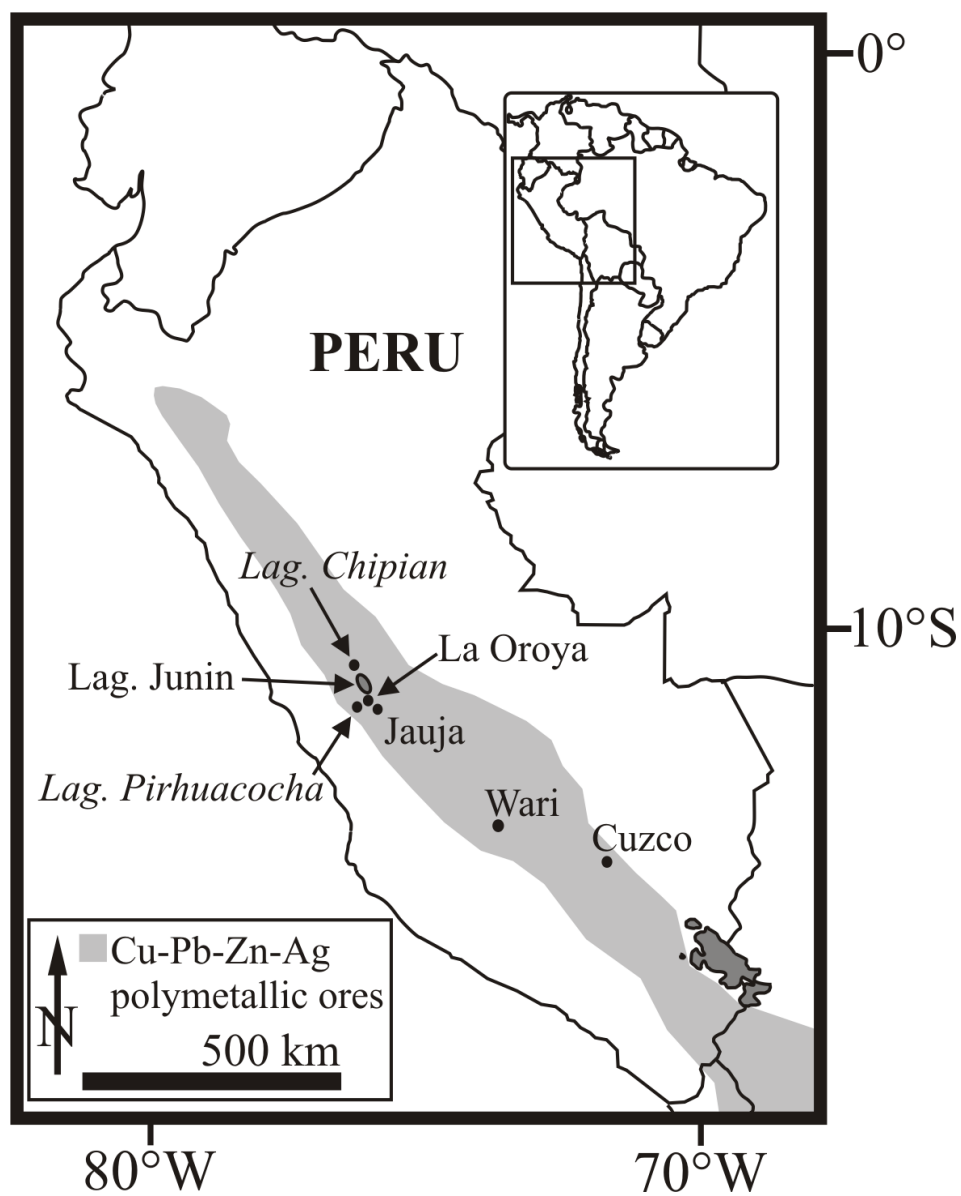 0°
PERU
Lag. Chipian
10°S
La Oroya
Lag. Junin
Jauja
Lag. Pirhuacocha
Wari
Cuzco
Cu-Pb-Zn-Ag
polymetallic ores
N
500 km
80°W
70°W